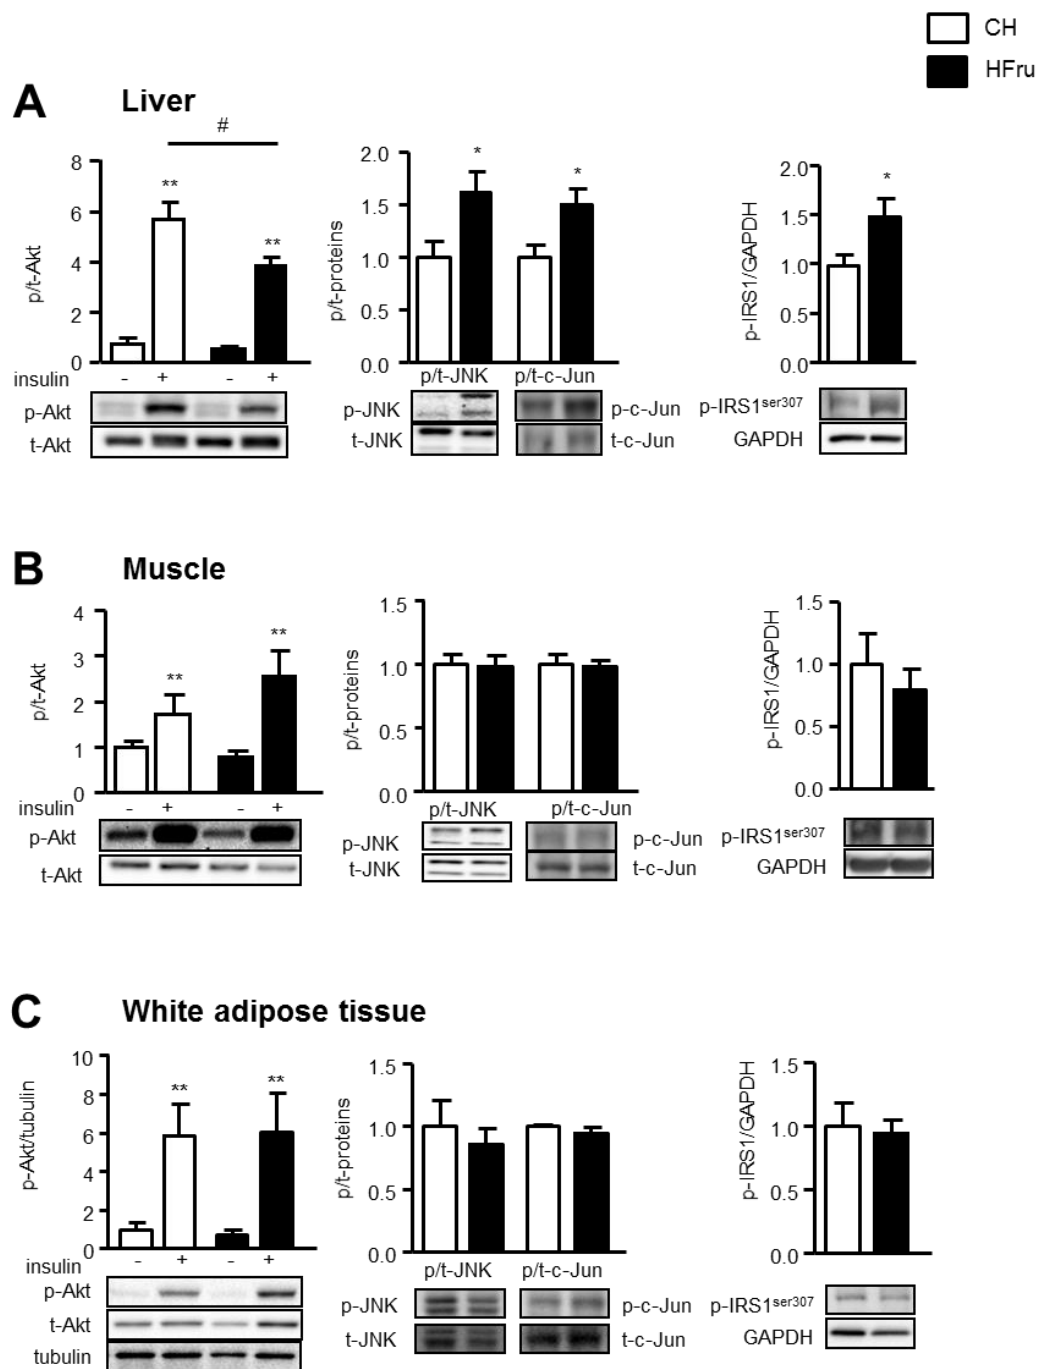 CH
HFru
A Liver
#
8
6
4
2
0
p/t-Akt
**
**
insulin - + - +
p-Akt
t-Akt
2.0
1.5
1.0
0.5
0.0
p/t-proteins
*
*
p/t-JNK p/t-c-Jun
p-JNK p-c-Jun
t-JNK t-c-Jun
2.0
1.5
1.0
0.5
0.0
p-IRS1/GAPDH
*
p-IRS1ser307
GAPDH
B Muscle
4
3
2
1
0
p/t-Akt
**
**
insulin - + - +
p-Akt
t-Akt
1.5
1.0
0.5
0.0
p/t-proteins
p/t-JNK p/t-c-Jun
p-JNK p-c-Jun
t-JNK t-c-Jun
1.5
1.0
0.5
0.0
p-IRS1/GAPDH
p-IRS1ser307
GAPDH
C White adipose tissue
10
8
6
4
2
0
p-Akt/tubulin
**
**
insulin - + - +
p-Akt
t-Akt
tubulin
1.5
1.0
0.5
0.0
p/t-proteins
p/t-JNK p/t-c-Jun
p-JNK p-c-Jun
t-JNK t-c-Jun
1.5
1.0
0.5
0.0
p-IRS1/GAPDH
p-IRS1ser307
GAPDH